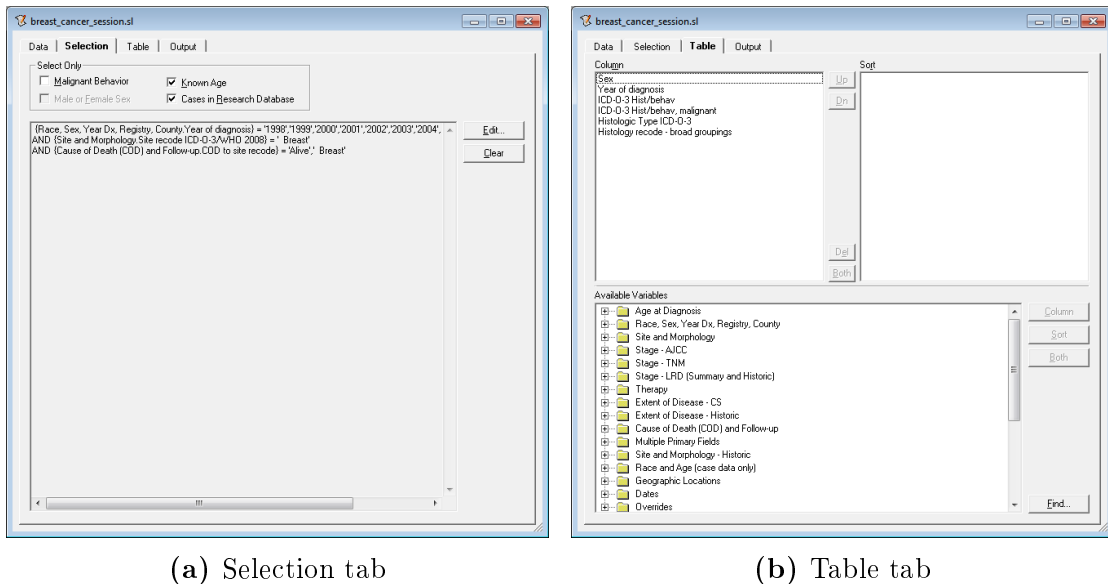 breast_cancer_session.sl
Data | Selection | Table | Output |
Select Only
Malignant Behavior
Known Age
Male or Female Sex
Cases in Research Database
{Race, Sex, Year Dx, Registry, County.Year of diagnosis} = '1998','1999','2000','2001','2002','2003','2004',
AND {Site and Morphology.Site recode ICD-O-3/WHO 2008} = '  Breast'
AND {Cause of Death (COD) and Follow-up.COD to site recode} = 'Alive','  Breast'
Edit...
Clear
(a) Selection tab
breast_cancer_session.sl
Data | Selection | Table | Output |
Column
Sort
Sex
Year of diagnosis
ICD-O-3 Hist/behav
ICD-O-3 Hist/behav, malignant
Histologic Type ICD-O-3
Histology recode - broad groupings
Up
Dn
Del
Both
Available Variables
Age at Diagnosis
Race, Sex, Year Dx, Registry, County
Site and Morphology
Stage - AJCC
Stage - TNM
Stage - LRD (Summary and Historic)
Therapy
Extent of Disease - CS
Extent of Disease - Historic
Cause of Death (COD) and Follow-up
Multiple Primary Fields
Site and Morphology - Historic
Race and Age (case data only)
Geographic Locations
Dates
Overrides
Column
Sort
Both
Find...
(b) Table tab